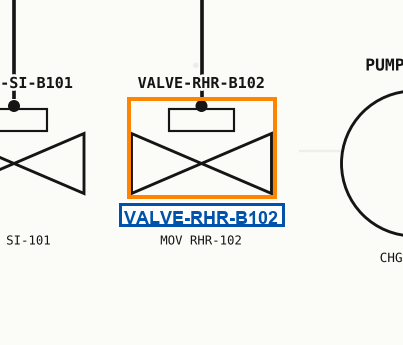 -SI-B101
VALVE-RHR-B102
PUMP
VALVE-RHR-B102
SI-101
MOV RHR-102
CHG